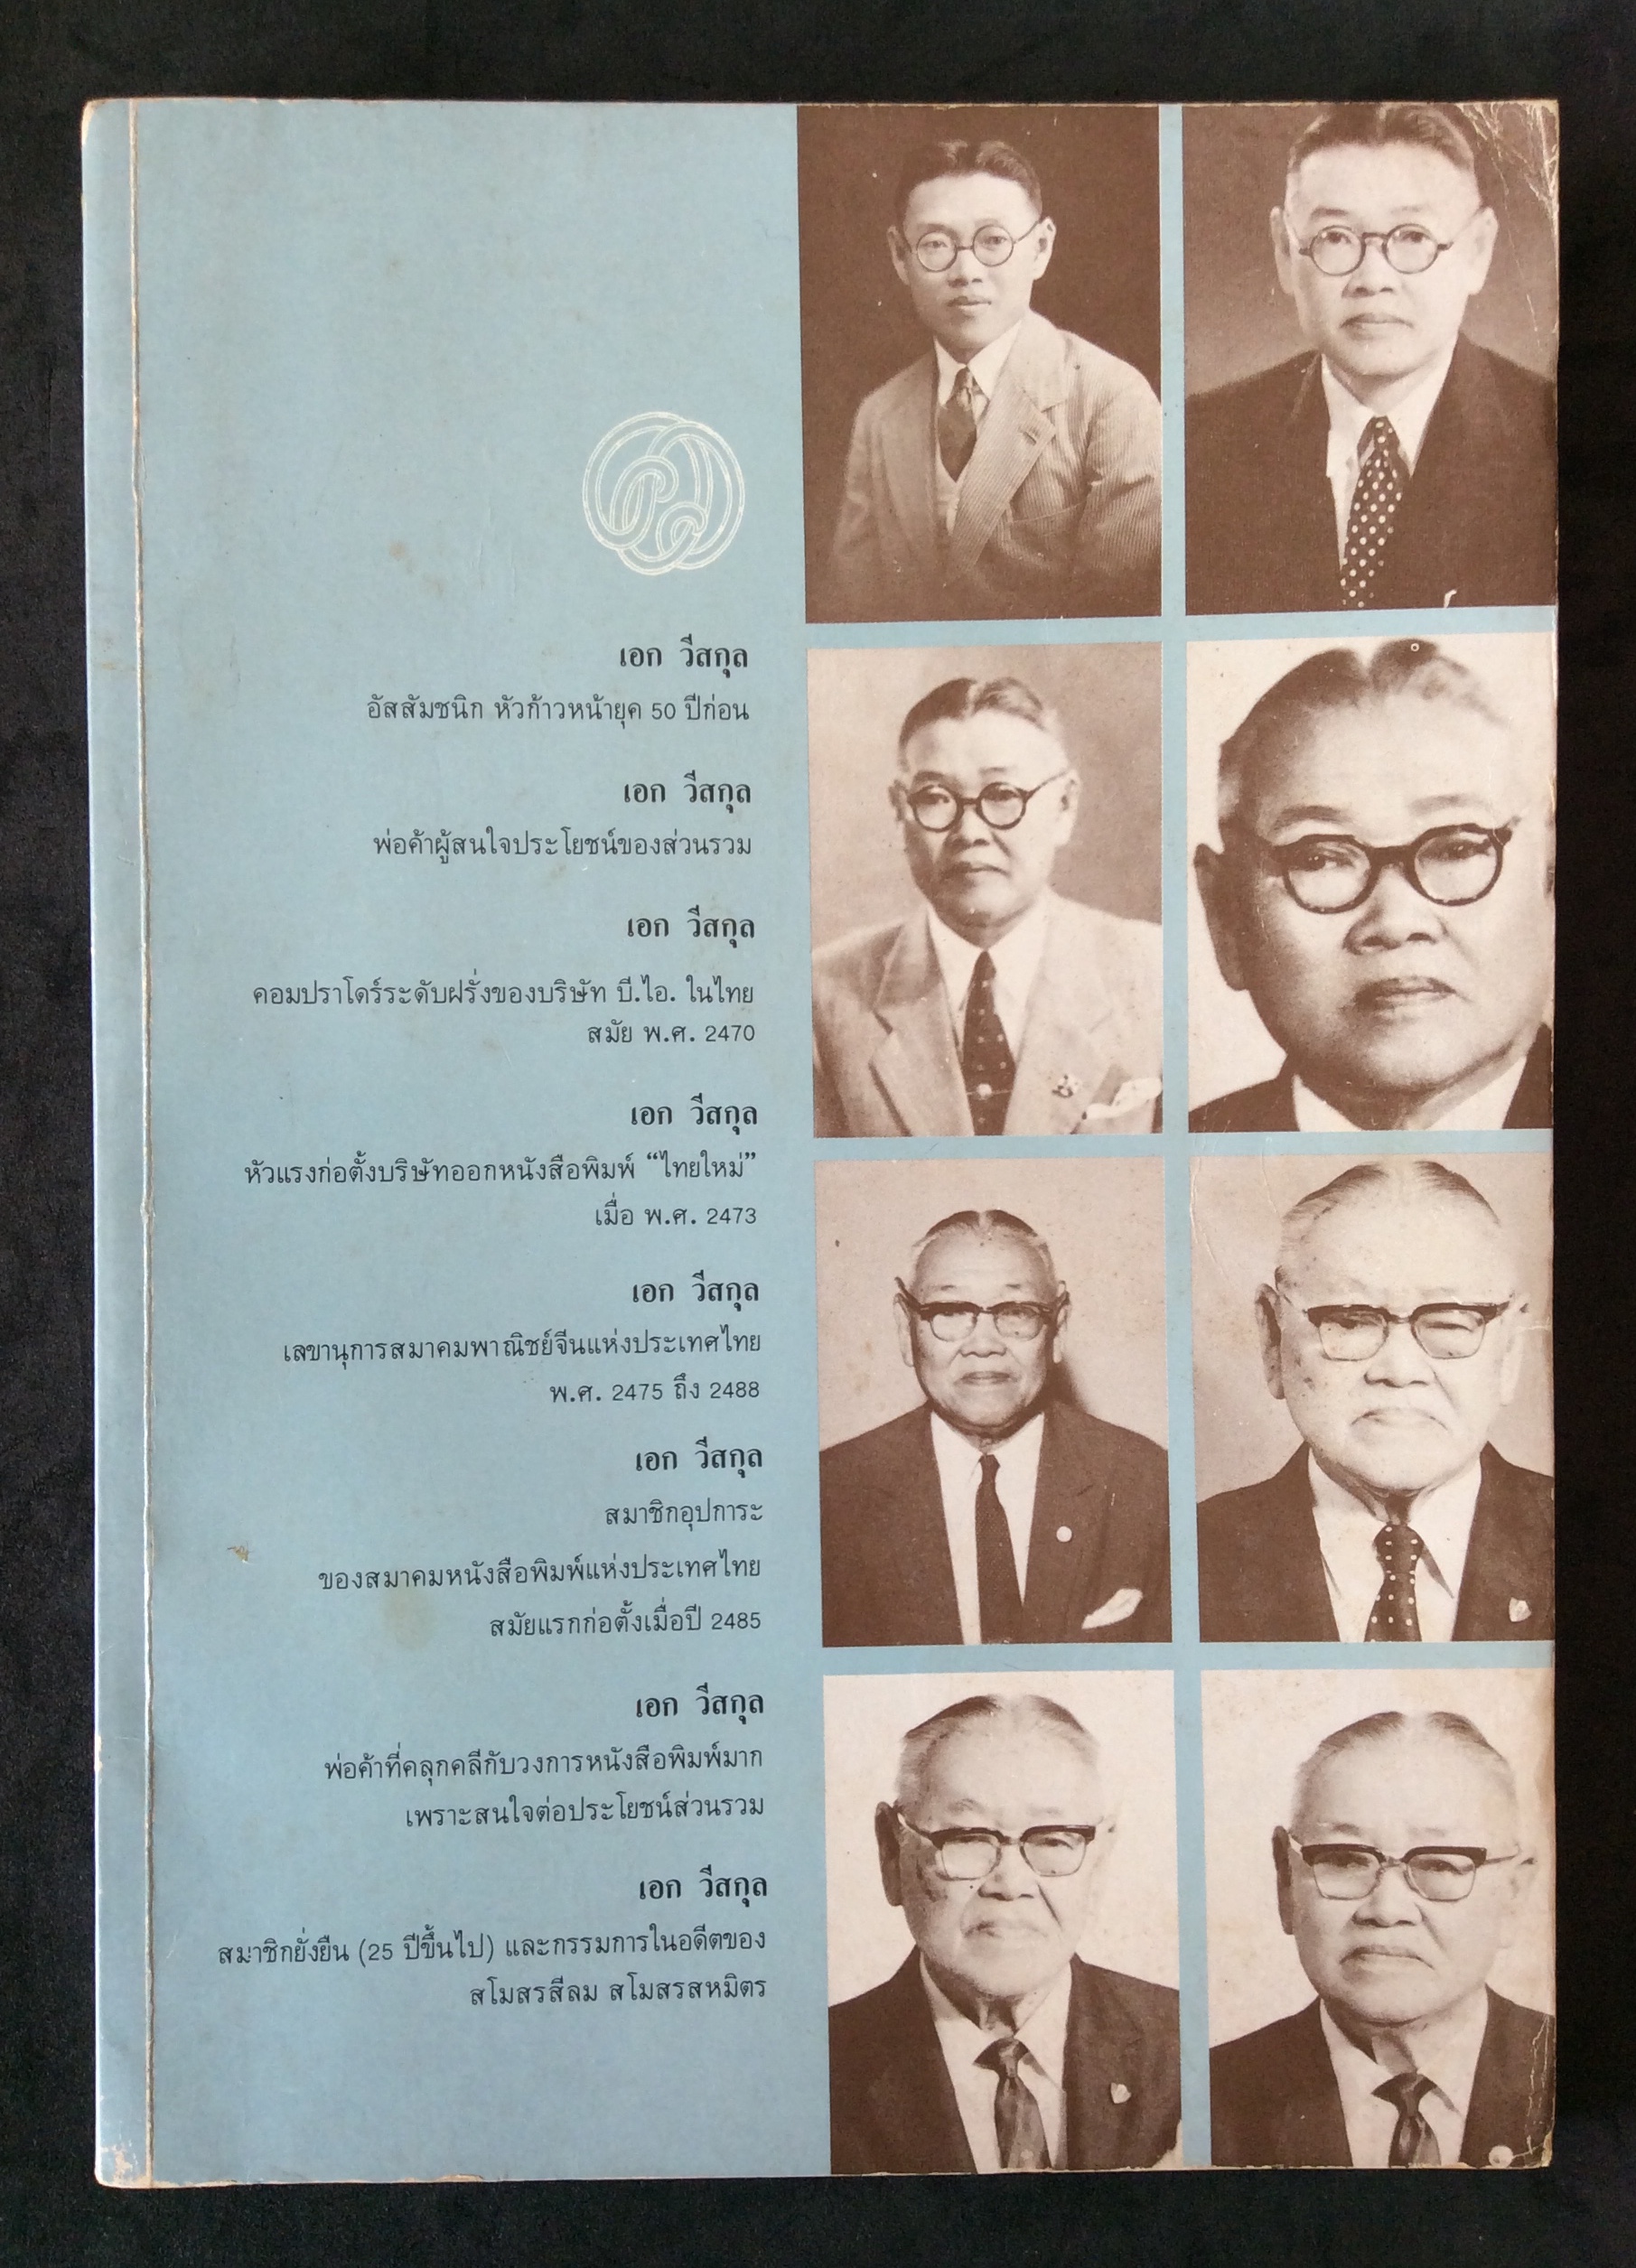 เอก วีสกุล
อัสสัมชนิก หัวก้าวหน้ายุค 50 ปีก่อน
เอก วีสกุล
พ่อค้าผู้สนใจประโยชน์ของส่วนรวม
เอก วีสกุล
คอมปราโดร์ระดับฝรั่งของบริษัท บี.ไอ. ในไทย
สมัย พ.ศ. 2470
เอก วีสกุล
หัวแรงก่อตั้งบริษัทออกหนังสือพิมพ์ “ไทยใหม่”
เมื่อ พ.ศ. 2473
เอก วีสกุล
เลขานุการสมาคมพาณิชย์จีนแห่งประเทศไทย
พ.ศ. 2475 ถึง 2488
เอก วีสกุล
สมาชิกอุปการะ
ของสมาคมหนังสือพิมพ์แห่งประเทศไทย
สมัยแรกก่อตั้งเมื่อปี 2485
เอก วีสกุล
พ่อค้าที่คลุกคลีกับวงการหนังสือพิมพ์มาก
เพราะสนใจต่อประโยชน์ส่วนรวม
เอก วีสกุล
สมาชิกยั่งยืน (25 ปีขึ้นไป) และกรรมการในอดีตของ
สโมสรสีลม สโมสรสหมิตร